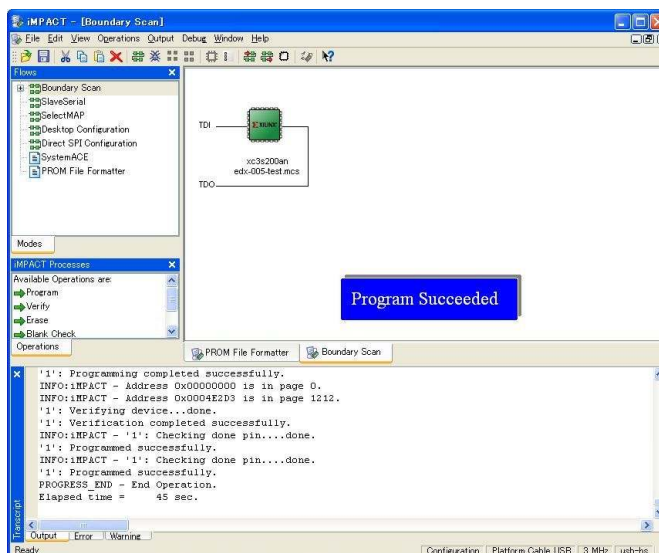 iMPACT - [Boundary Scan]
File Edit View Operations Output Debug Window Help
Flows
Boundary Scan
SlaveSerial
SelectMAP
Desktop Configuration
Direct SPI Configuration
SystemACE
PROM File Formatter
Modes
iMPACT Processes
Available Operations are:
Program
Verify
Erase
Blank Check
Operations
TDI
XILINX
xc3s200an
edx-005-test.mcs
TDO
Program Succeeded
PROM File Formatter
Boundary Scan
'1': Programming completed successfully.
INFO:iMPACT - Address 0x00000000 is in page 0.
INFO:iMPACT - Address 0x0004E2D3 is in page 1212.
'1': Verifying device...done.
'1': Verification completed successfully.
INFO:iMPACT - '1': Checking done pin....done.
'1': Programmed successfully.
INFO:iMPACT - '1': Checking done pin....done.
'1': Programmed successfully.
PROGRESS_END - End Operation.
Elapsed time = 45 sec.
Transcript
Output Error Warning
Ready
Configuration Platform Cable USB 3 MHz usb-hs